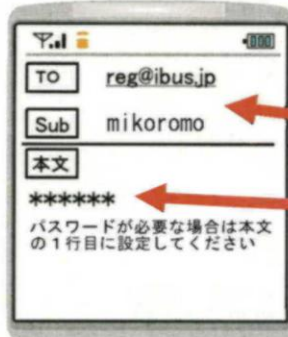 TO reg@ibus.jp
Sub mikoromo
本文
******
パスワードが必要な場合は本文
の1行目に設定してください